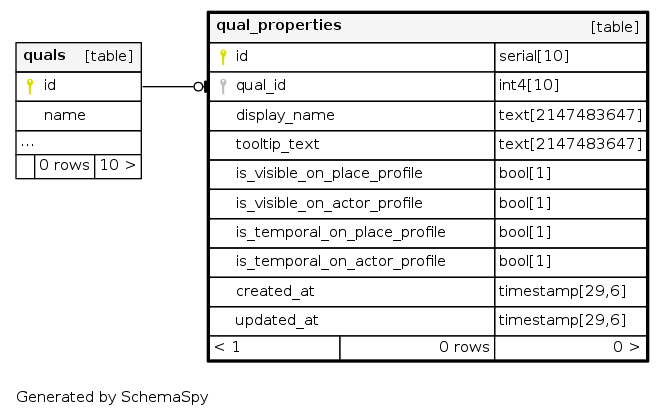 quals [table]
id
name
...
0 rows 10 >
qual_properties [table]
id serial[10]
qual_id int4[10]
display_name text[2147483647]
tooltip_text text[2147483647]
is_visible_on_place_profile bool[1]
is_visible_on_actor_profile bool[1]
is_temporal_on_place_profile bool[1]
is_temporal_on_actor_profile bool[1]
created_at timestamp[29,6]
updated_at timestamp[29,6]
< 1 0 rows 0 >
Generated by SchemaSpy